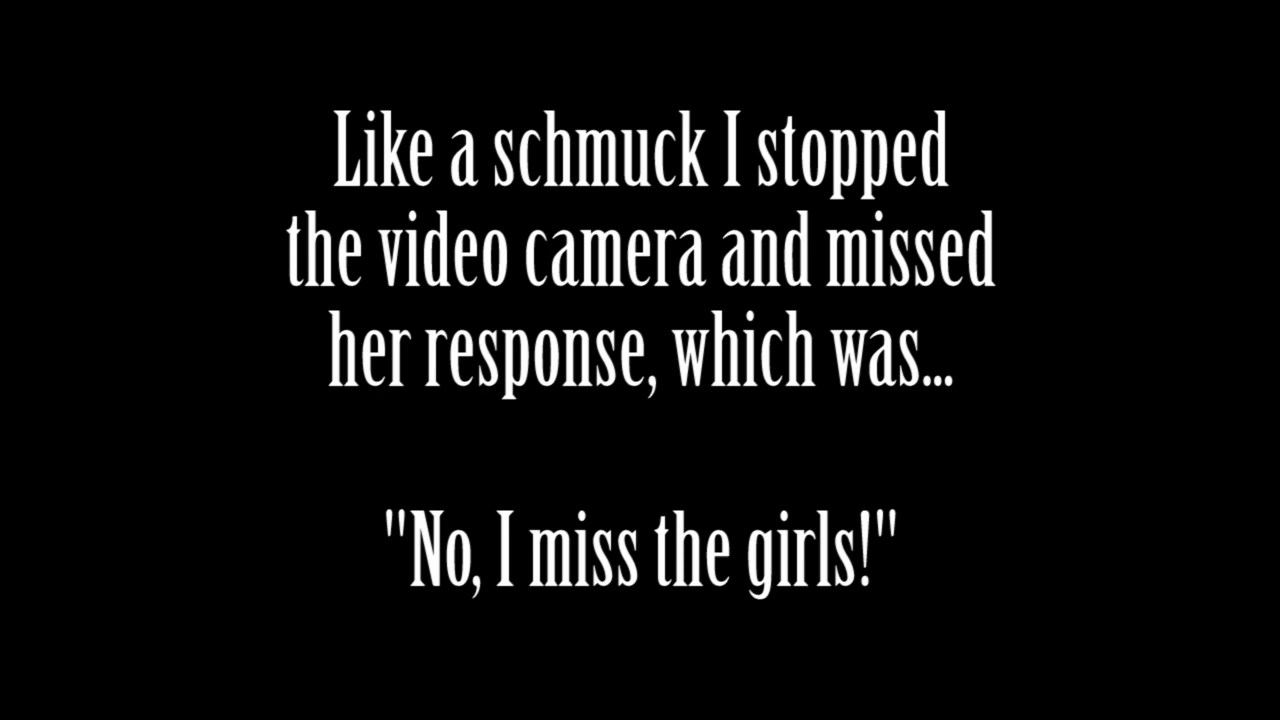 Like a schmuck I stopped
the video camera and missed
her response, which was...
"No, I miss the girls!"